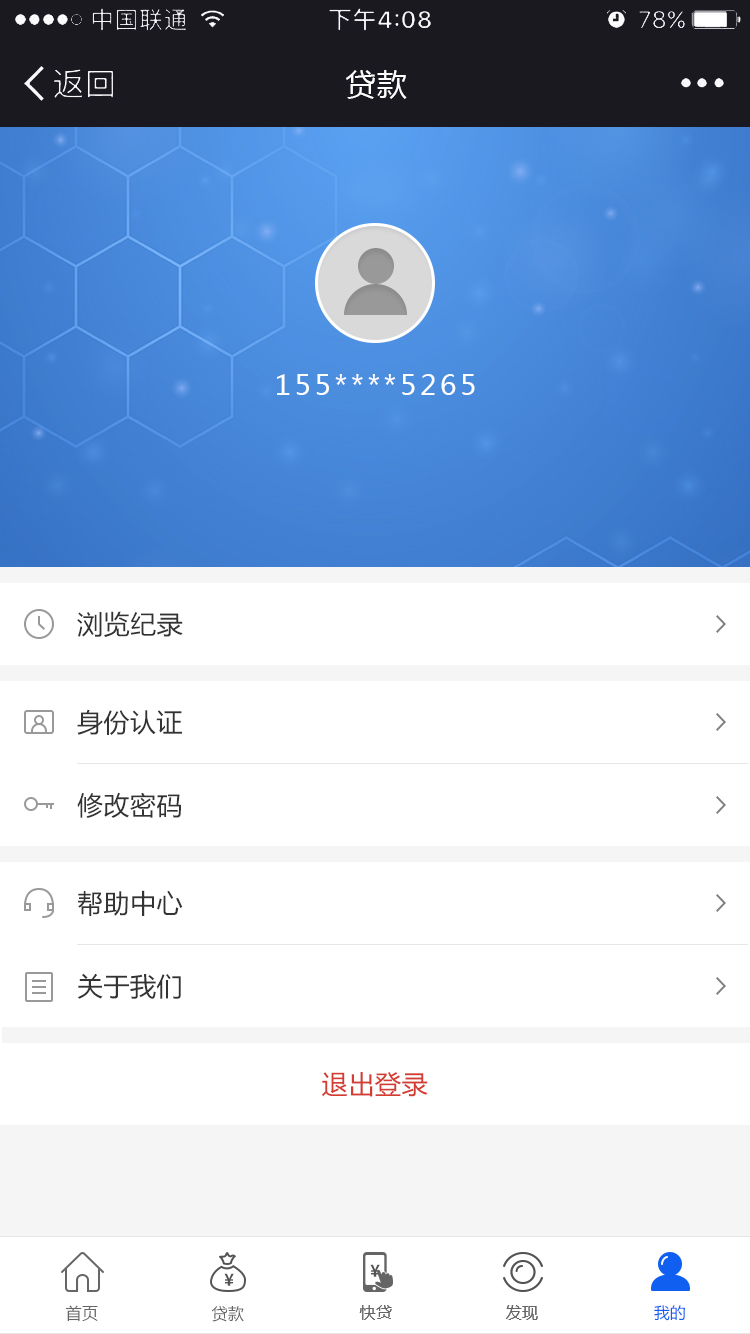 中国联通 下午4:08 78%
返回 贷款
155****5265
浏览纪录
身份认证
修改密码
帮助中心
关于我们
退出登录
¥ ¥
首页 贷款 快贷 发现 我的